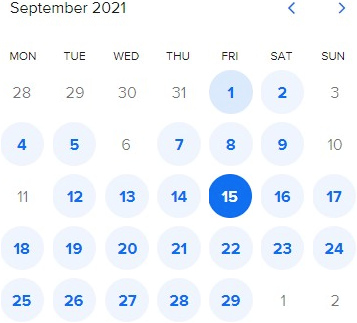 September 2021
MON TUE WED THU FRI SAT SUN
28 29 30 31 1 2 3
4 5 6 7 8 9 10
11 12 13 14 15 16 17
18 19 20 21 22 23 24
25 26 27 28 29 1 2